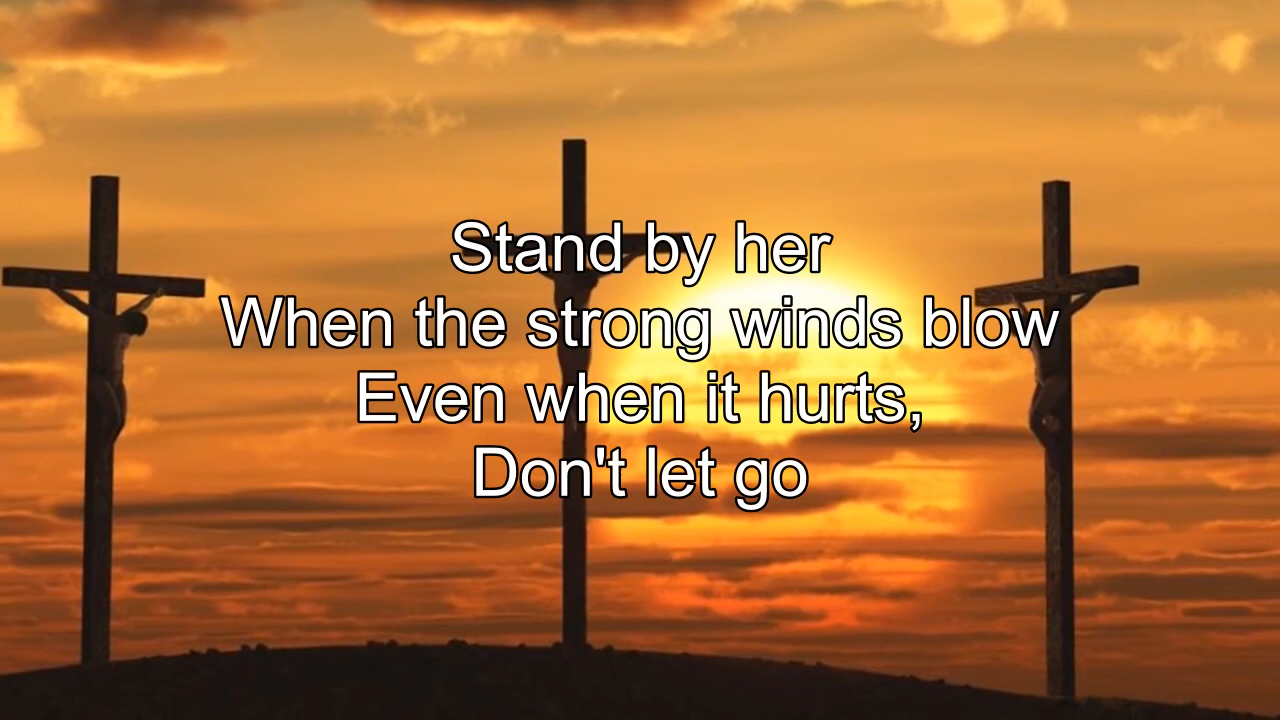 Stand by her
When the strong winds blow
Even when it hurts,
Don't let go